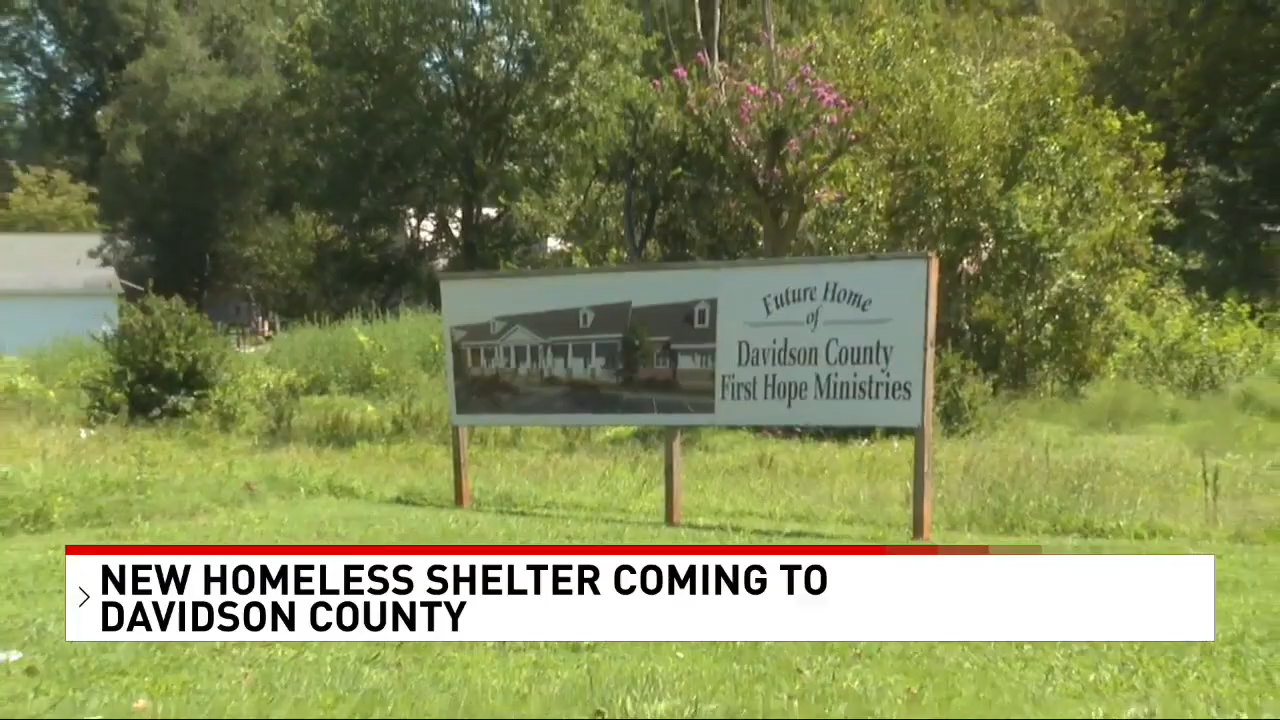 Future Home
of
Davidson County
First Hope Ministries
NEW HOMELESS SHELTER COMING TO
DAVIDSON COUNTY